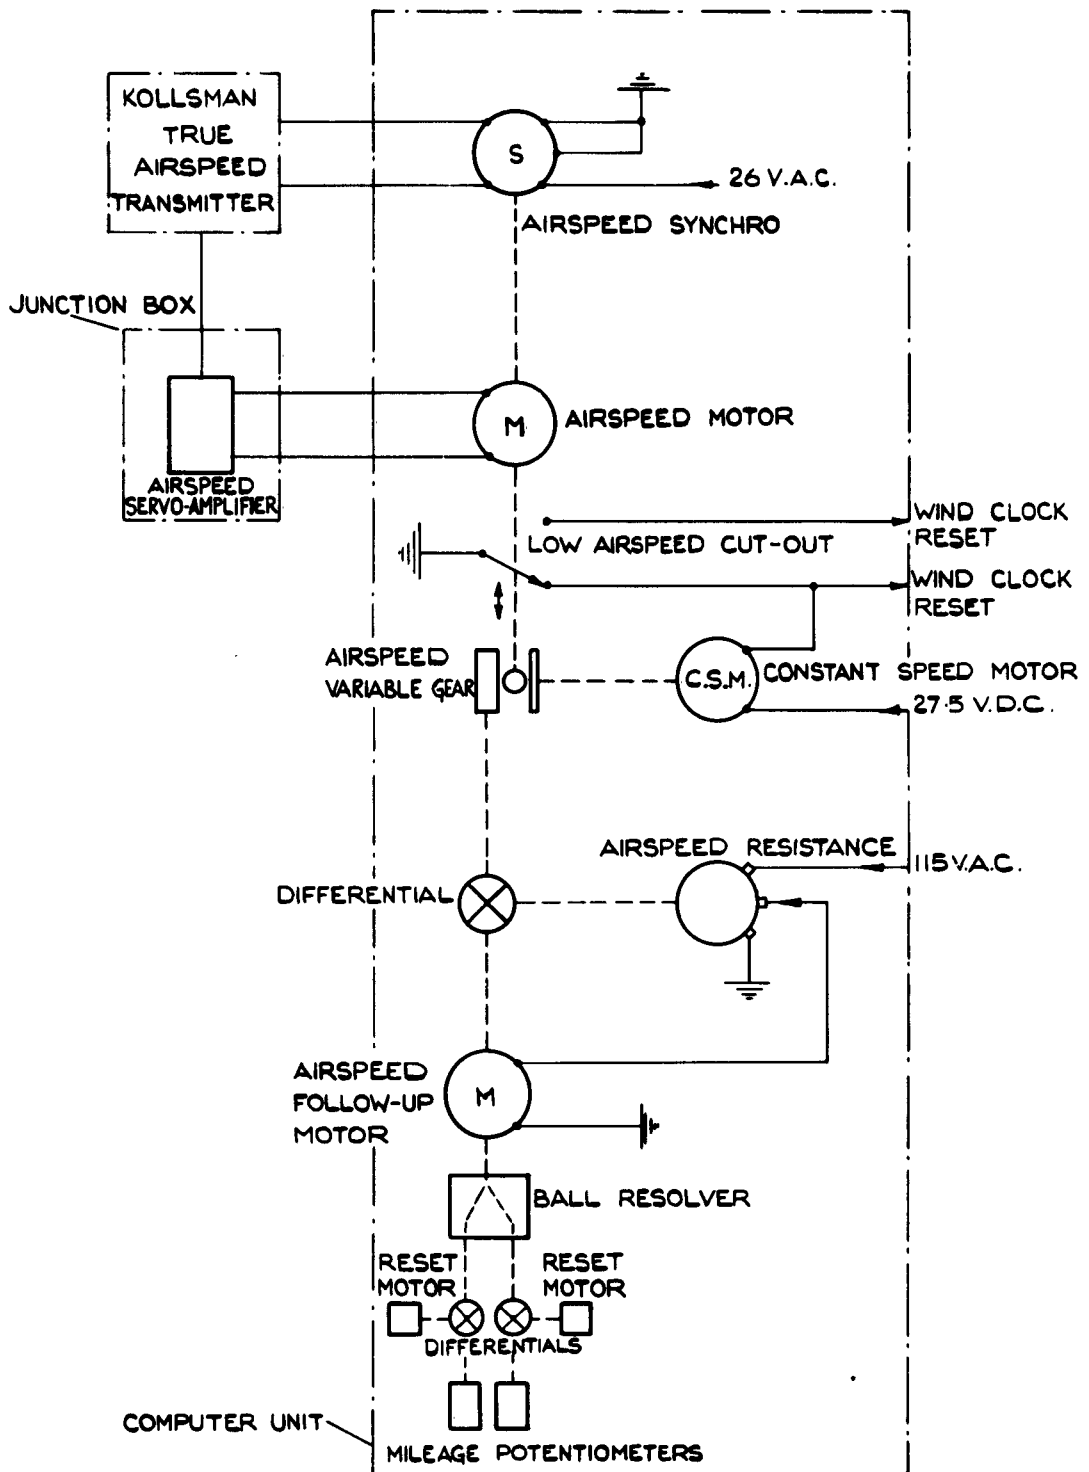 KOLLSMAN
TRUE
AIRSPEED
TRANSMITTER
S
26 V.A.C.
AIRSPEED SYNCHRO
JUNCTION BOX
M
AIRSPEED MOTOR
AIRSPEED
SERVO-AMPLIFIER
WIND CLOCK
RESET
LOW AIRSPEED CUT-OUT
WIND CLOCK
RESET
AIRSPEED
VARIABLE GEAR
C.S.M.
CONSTANT SPEED MOTOR
27.5 V.D.C.
AIRSPEED RESISTANCE
115 V.A.C.
DIFFERENTIAL
AIRSPEED
FOLLOW-UP
MOTOR
M
BALL RESOLVER
RESET
MOTOR
RESET
MOTOR
DIFFERENTIALS
COMPUTER UNIT
MILEAGE POTENTIOMETERS